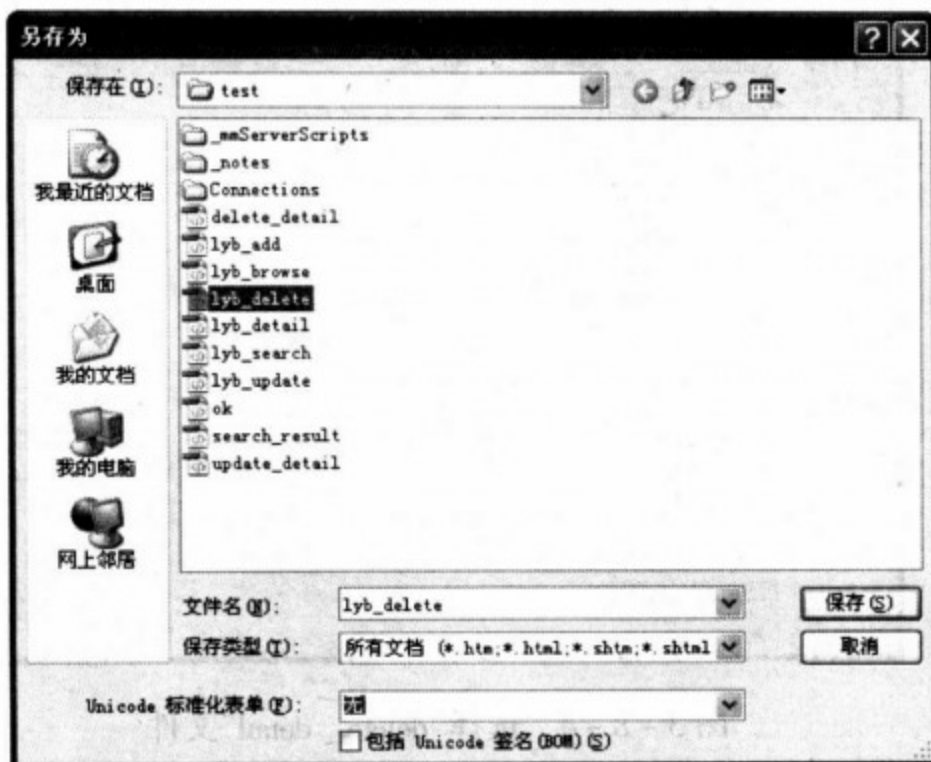 另存为
保存在(I): test
_mmServerScripts
_notes
Connections
delete_detail
lyb_add
lyb_browse
lyb_delete
lyb_detail
lyb_search
lyb_update
ok
search_result
update_detail
我最近的文档
桌面
我的文档
我的电脑
网上邻居
文件名(N): lyb_delete 保存(S)
保存类型(T): 所有文档 (*.htm;*.html;*.shtm;*.shtml 取消
Unicode 标准化表单(F):
包括 Unicode 签名(BOM)(S)